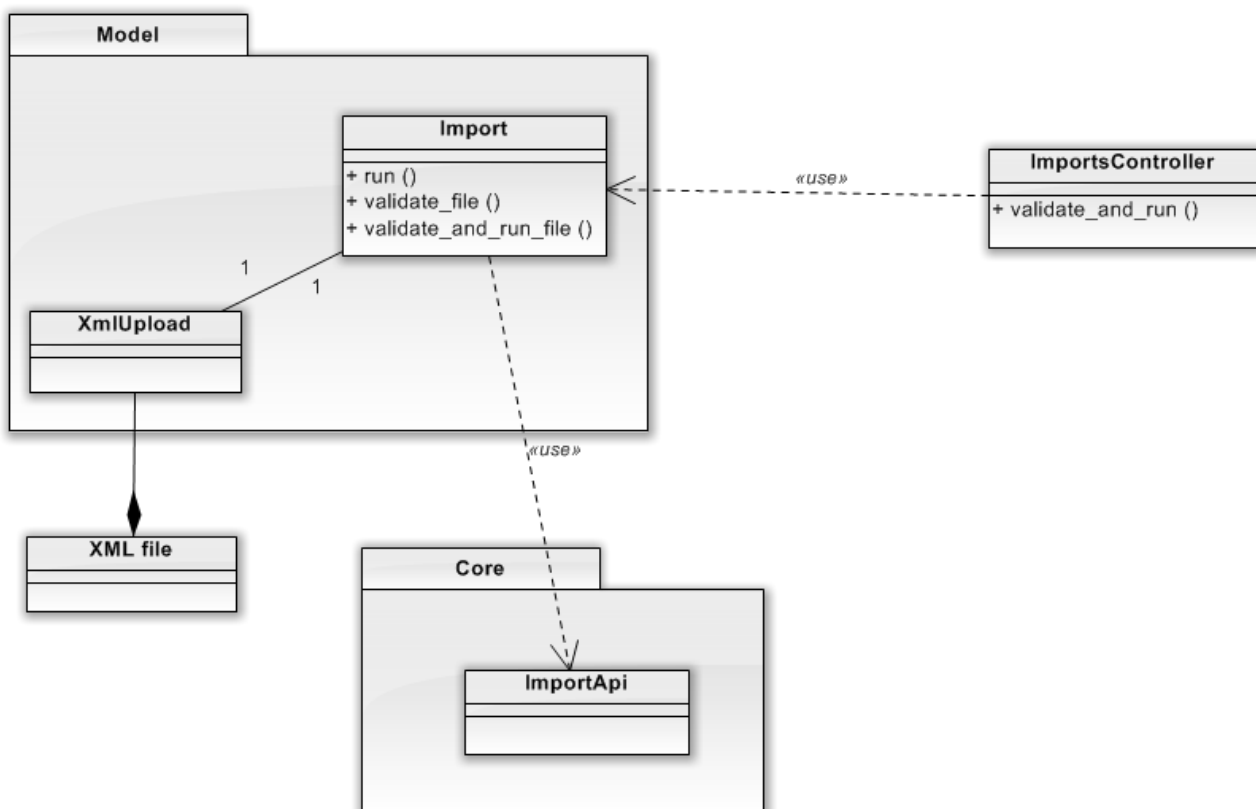 Model
Import
+ run ()
+ validate_file ()
+ validate_and_run_file ()
ImportsController
+ validate_and_run ()
«use»
1
1
XmlUpload
«use»
XML file
Core
ImportApi